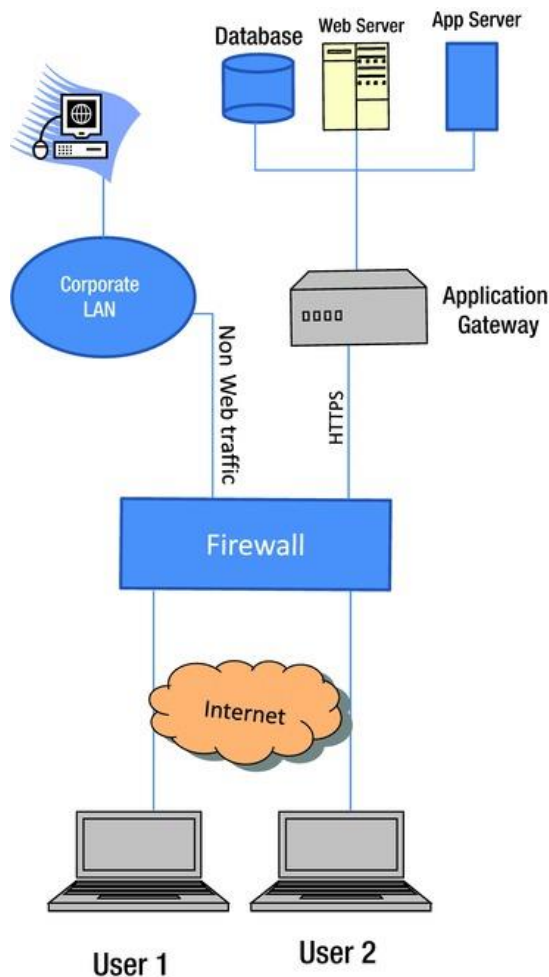 Database
Web Server
App Server
Corporate
LAN
Application
Gateway
Non Web traffic
HTTPS
Firewall
Internet
User 1
User 2